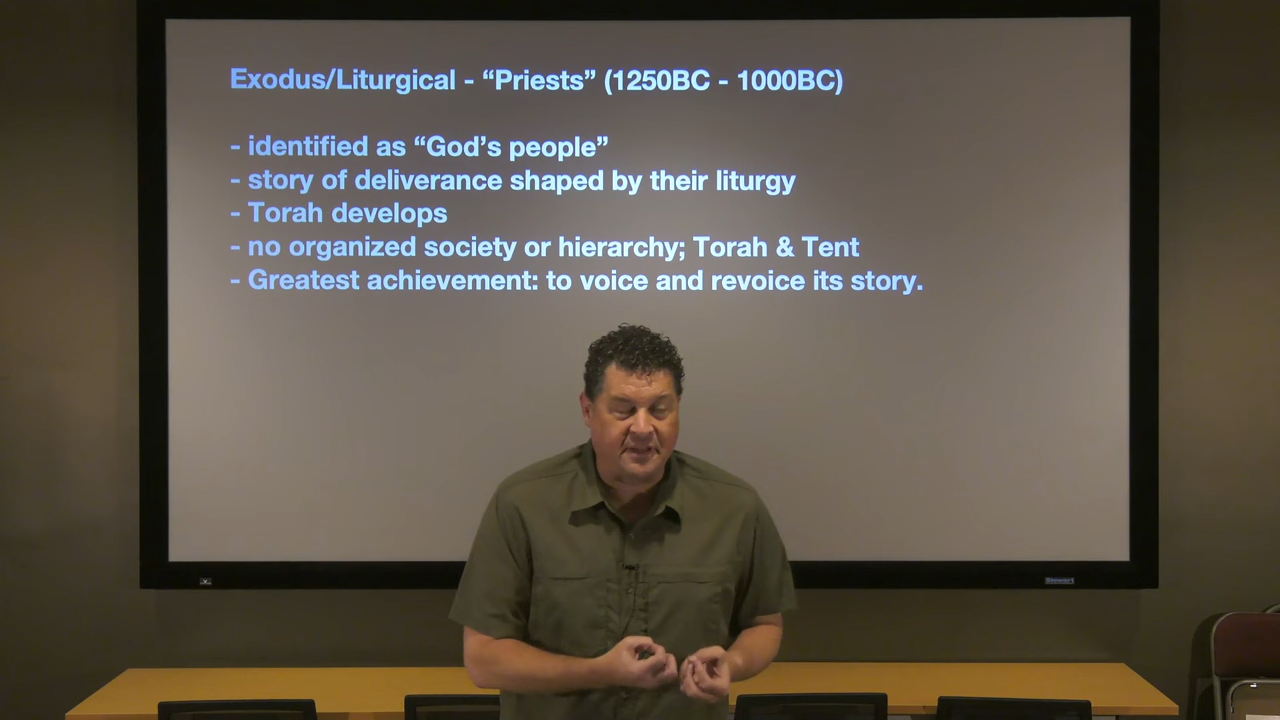 Exodus/Liturgical - “Priests” (1250BC - 1000BC)
- identified as “God’s people”
- story of deliverance shaped by their liturgy
- Torah develops
- no organized society or hierarchy; Torah & Tent
- Greatest achievement: to voice and revoice its story.
Stewart